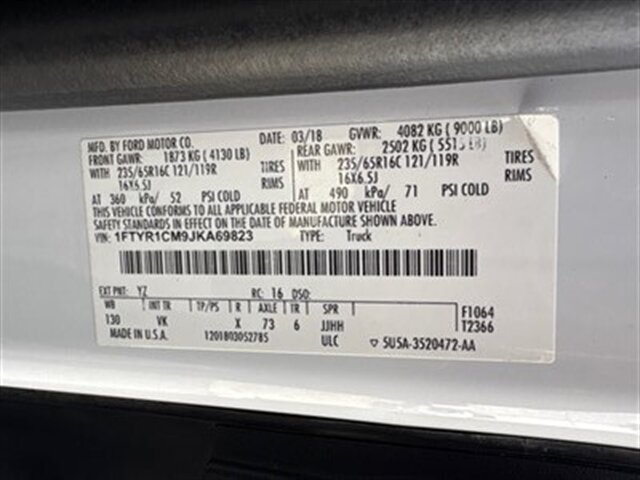 MFD. BY FORD MOTOR CO. DATE: 03/18 GVWR: 4082 KG ( 9000 LB)
FRONT GAWR: 1873 KG ( 4130 LB) REAR GAWR: 2502 KG ( 5515 LB)
235/65R16C 121/119R TIRES 235/65R16C 121/119R TIRES
16X6.5J RIMS 16X6.5J RIMS
AT 360 kPa/ 52 PSI COLD AT 490 kPa/ 71 PSI COLD
THIS VEHICLE CONFORMS TO ALL APPLICABLE FEDERAL MOTOR VEHICLE
SAFETY STANDARDS IN EFFECT ON THE DATE OF MANUFACTURE SHOWN ABOVE.
VIN: 1FTYR1CM9JKA69823 TYPE: Truck
EXT PNT: YZ RC: 16 DSO:
WB INT TR TP/PS R AXLE TR SPR F1064
130 VK X 73 6 JJHH T2366
MADE IN U.S.A. 1201803052785 ULC ▽ 5U5A-3520472-AA